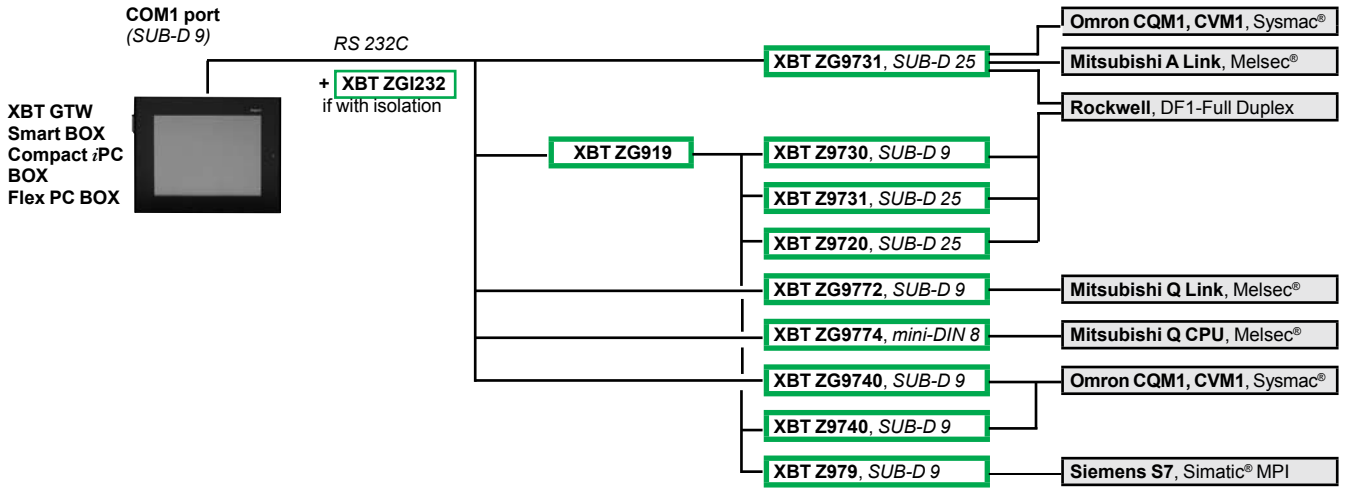 COM1 port
(SUB-D 9)
RS 232C
+ XBT ZGI232
if with isolation
XBT GTW
Smart BOX
Compact iPC
BOX
Flex PC BOX
XBT ZG919
XBT ZG9731, SUB-D 25
XBT Z9730, SUB-D 9
XBT Z9731, SUB-D 25
XBT Z9720, SUB-D 25
XBT ZG9772, SUB-D 9
XBT ZG9774, mini-DIN 8
XBT ZG9740, SUB-D 9
XBT Z9740, SUB-D 9
XBT Z979, SUB-D 9
Omron CQM1, CVM1, Sysmac®
Mitsubishi A Link, Melsec®
Rockwell, DF1-Full Duplex
Mitsubishi Q Link, Melsec®
Mitsubishi Q CPU, Melsec®
Omron CQM1, CVM1, Sysmac®
Siemens S7, Simatic® MPI